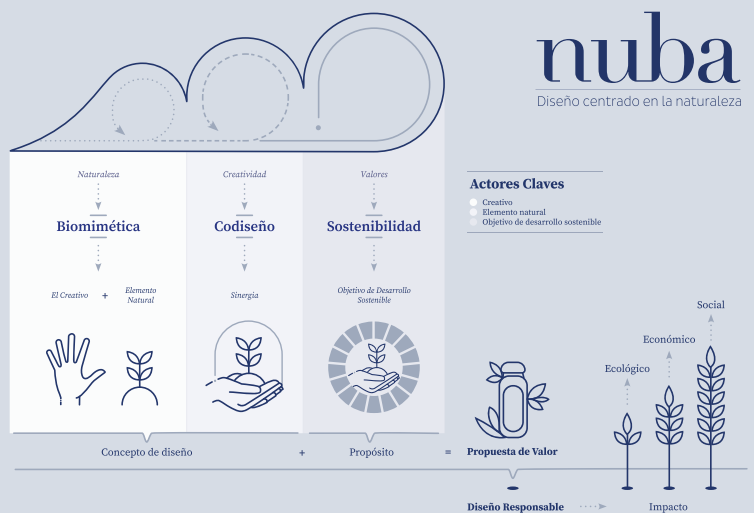 nuba
Diseño centrado en la naturaleza
Naturaleza
Creatividad
Valores
Biomimética
Codiseño
Sostenibilidad
El Creativo
+
Elemento
Natural
Sinergia
Objetivo de Desarrollo
Sostenible
Actores Claves
Creativo
Elemento natural
Objetivo de desarrollo sostenible
Social
Económico
Ecológico
Concepto de diseño
+
Propósito
=
Propuesta de Valor
Diseño Responsable
Impacto